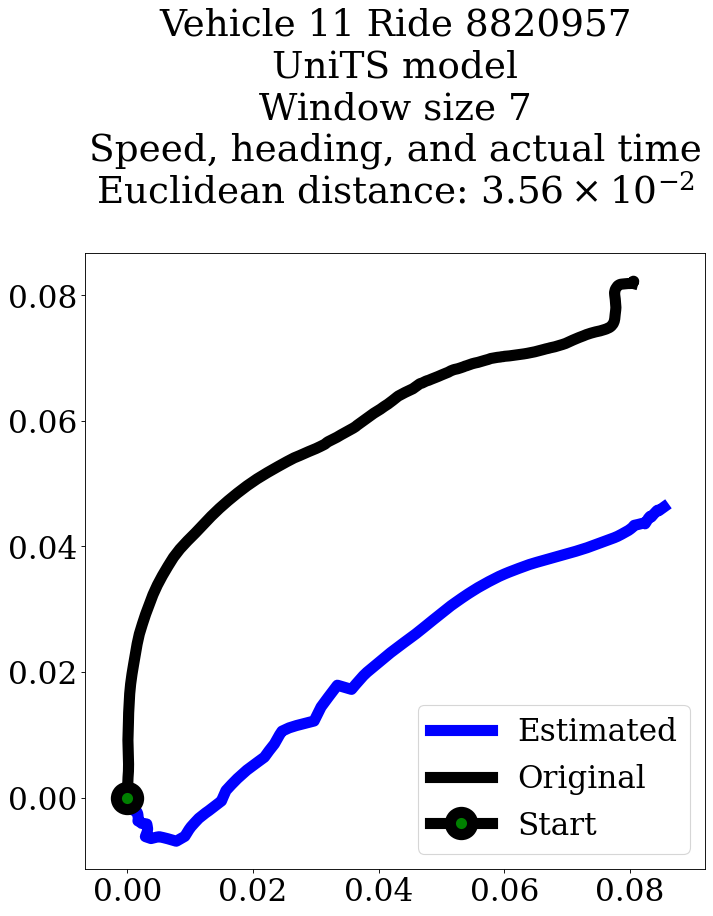 Vehicle 11 Ride 8820957
UniTS model
Window size 7
Speed, heading, and actual time
Euclidean distance: 3.56 × 10⁻²
0.08
0.06
0.04
0.02
0.00
0.00 0.02 0.04 0.06 0.08
Estimated
Original
Start